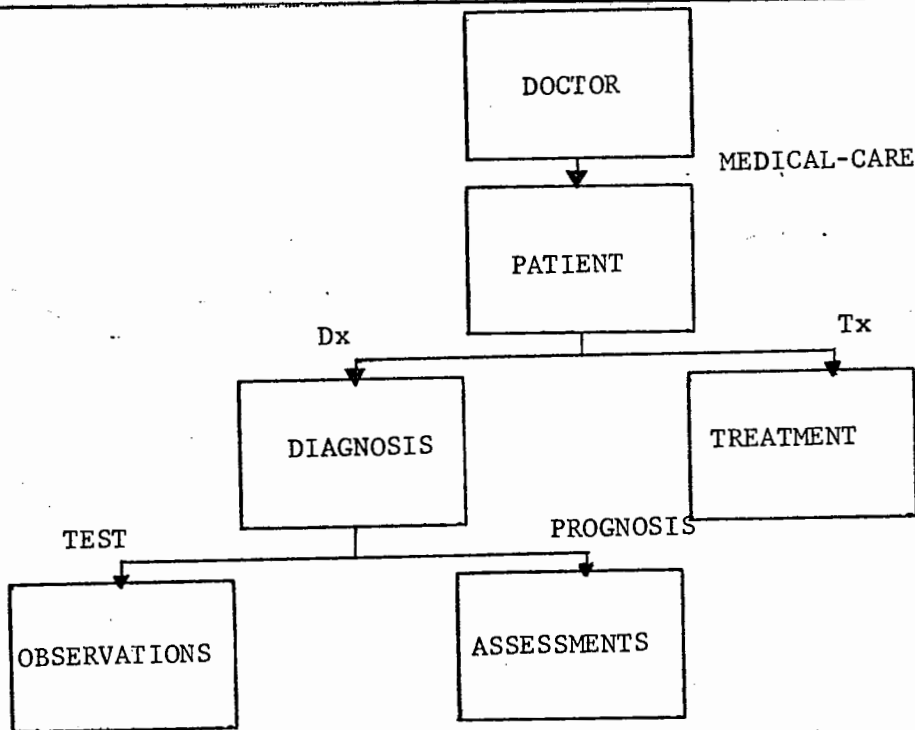 DOCTOR
MEDICAL-CARE
PATIENT
Dx
Tx
DIAGNOSIS
TREATMENT
TEST
PROGNOSIS
OBSERVATIONS
ASSESSMENTS